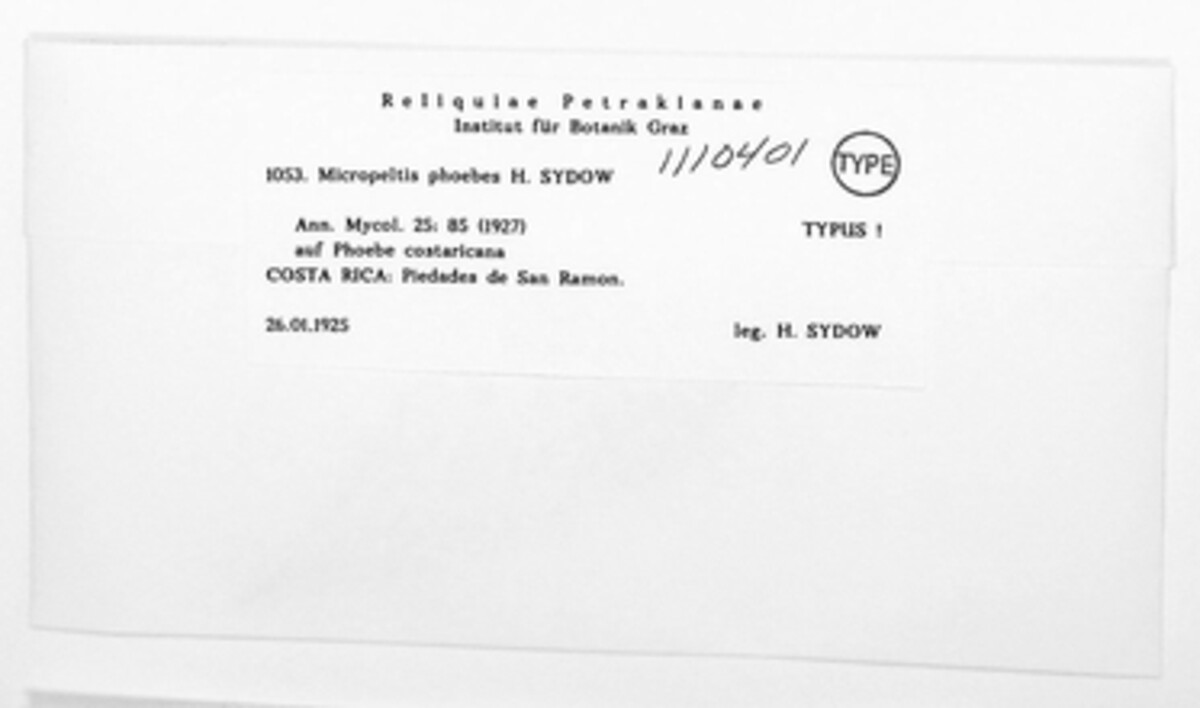 Reliquiae Petrakianae
Institut für Botanik Graz
1110401
TYPE
1053. Micropeltis phoebes H. SYDOW
Ann. Mycol. 25: 85 (1927)
TYPUS !
auf Phoebe costaricana
COSTA RICA: Piedades de San Ramon.
26.01.1925
leg. H. SYDOW